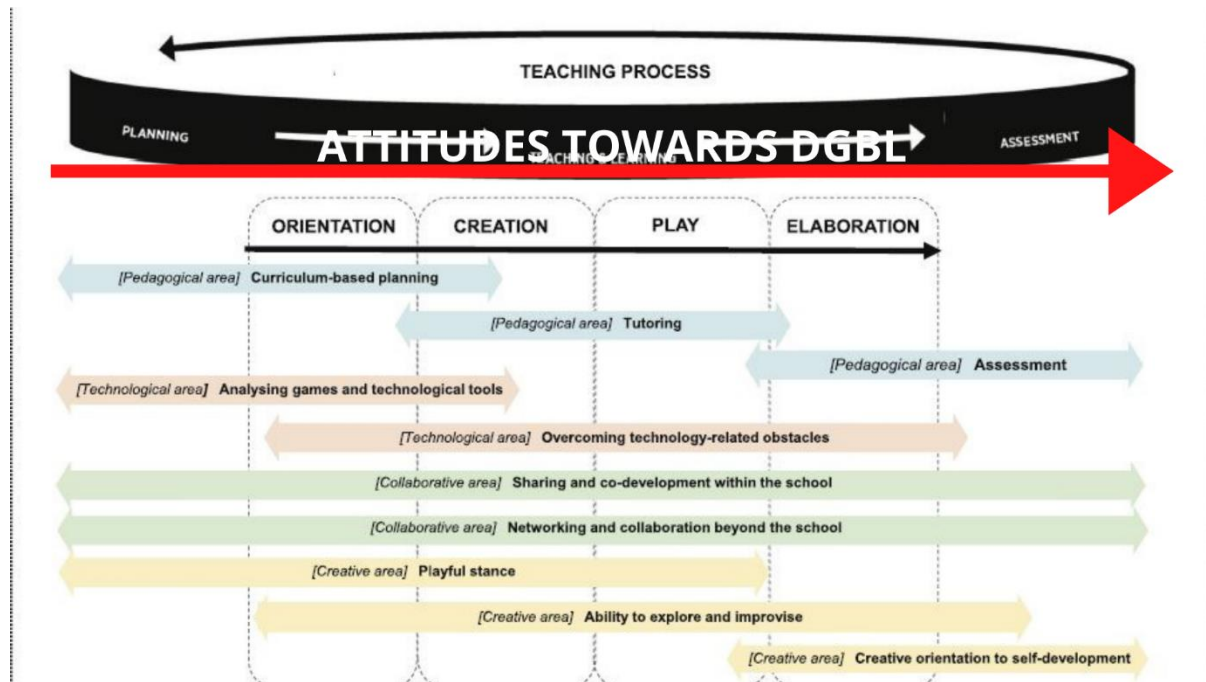 TEACHING PROCESS
PLANNING
ATTITUDES TOWARDS DGBL
TEACHING & LEARNING
ASSESSMENT
ORIENTATION
CREATION
PLAY
ELABORATION
[Pedagogical area] Curriculum-based planning
[Pedagogical area] Tutoring
[Pedagogical area] Assessment
[Technological area] Analysing games and technological tools
[Technological area] Overcoming technology-related obstacles
[Collaborative area] Sharing and co-development within the school
[Collaborative area] Networking and collaboration beyond the school
[Creative area] Playful stance
[Creative area] Ability to explore and improvise
[Creative area] Creative orientation to self-development